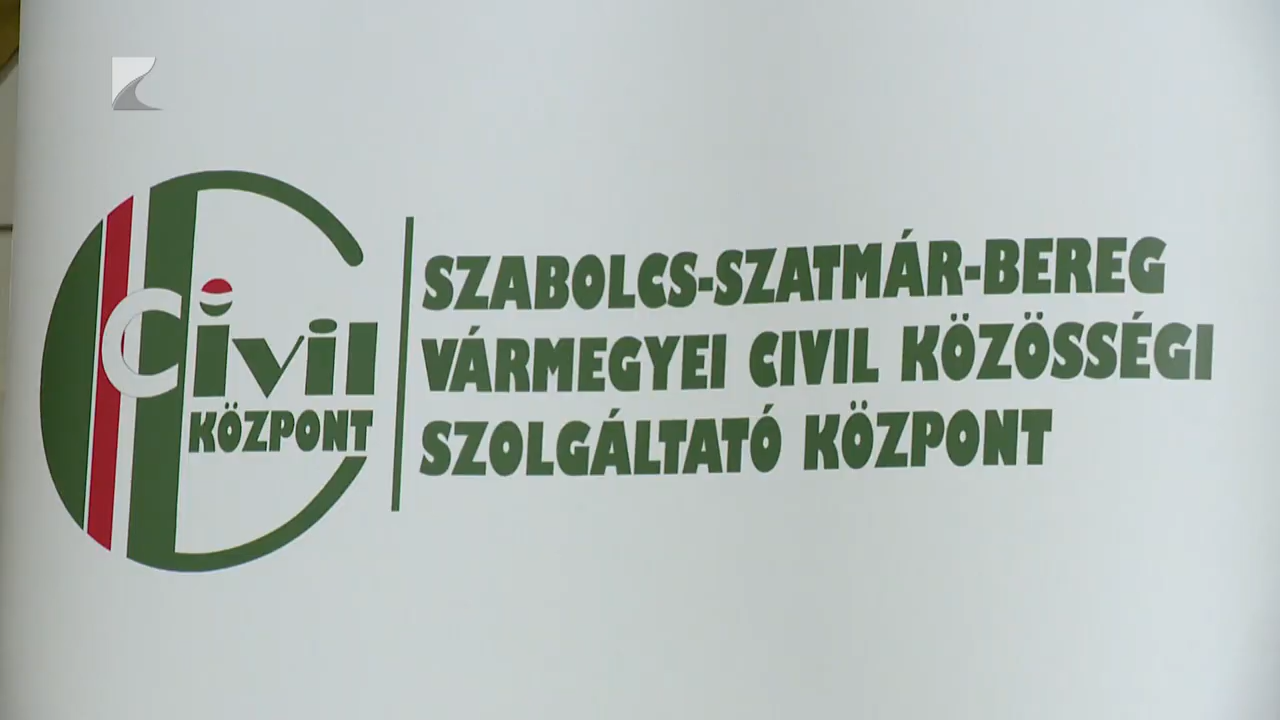 Civil
KÖZPONT
SZABOLCS-SZATMÁR-BEREG
VÁRMEGYEI CIVIL KÖZÖSSÉGI
SZOLGÁLTATÓ KÖZPONT